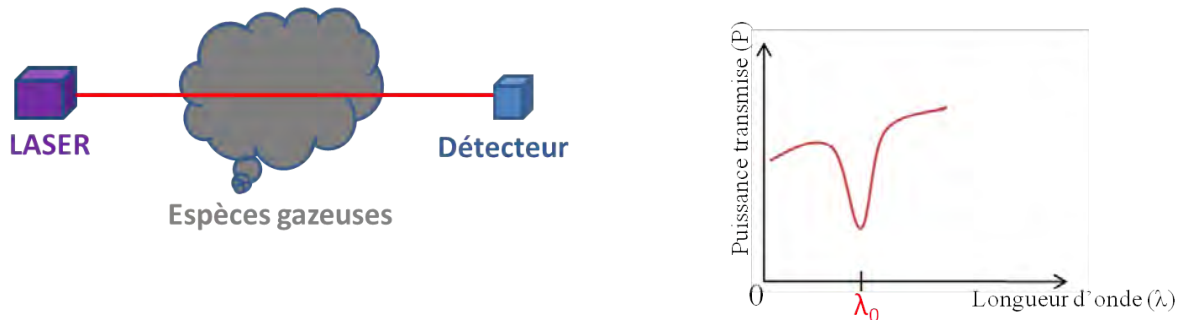 LASER
Détecteur
Espèces gazeuses
Puissance transmise (P)
0
λ0
Longueur d'onde (λ)